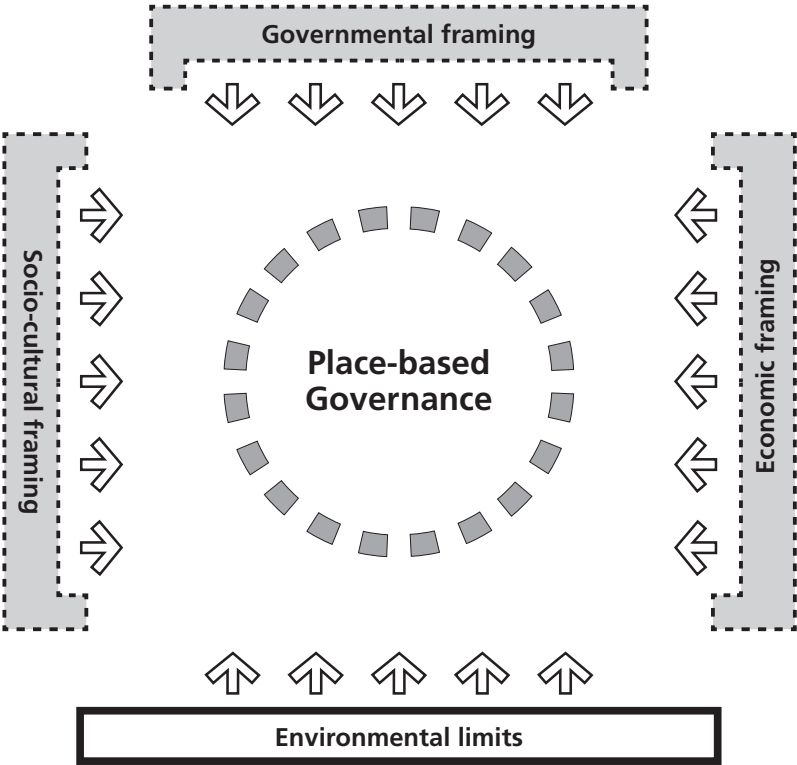 Governmental framing
Socio-cultural framing
Place-based
Governance
Economic framing
Environmental limits